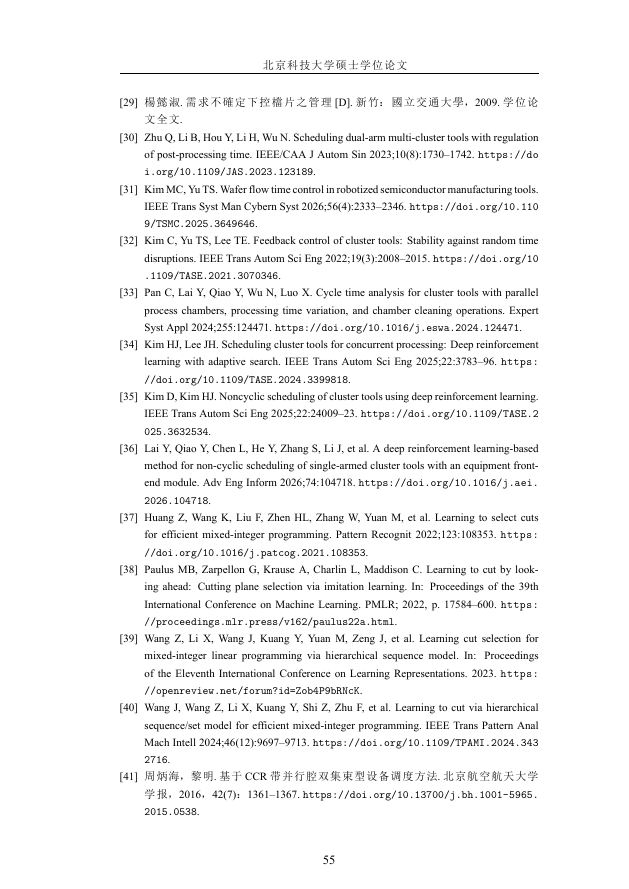 北京科技大学硕士学位论文
[29] 楊懿淑. 需求不確定下控檔片之管理 [D]. 新竹：國立交通大學，2009. 学位论
文全文.
[30] Zhu Q, Li B, Hou Y, Li H, Wu N. Scheduling dual-arm multi-cluster tools with regulation
of post-processing time. IEEE/CAA J Autom Sin 2023;10(8):1730–1742. https://do
i.org/10.1109/JAS.2023.123189.
[31] Kim MC, Yu TS. Wafer flow time control in robotized semiconductor manufacturing tools.
IEEE Trans Syst Man Cybern Syst 2026;56(4):2333–2346. https://doi.org/10.110
9/TSMC.2025.3649646.
[32] Kim C, Yu TS, Lee TE. Feedback control of cluster tools: Stability against random time
disruptions. IEEE Trans Autom Sci Eng 2022;19(3):2008–2015. https://doi.org/10
.1109/TASE.2021.3070346.
[33] Pan C, Lai Y, Qiao Y, Wu N, Luo X. Cycle time analysis for cluster tools with parallel
process chambers, processing time variation, and chamber cleaning operations. Expert
Syst Appl 2024;255:124471. https://doi.org/10.1016/j.eswa.2024.124471.
[34] Kim HJ, Lee JH. Scheduling cluster tools for concurrent processing: Deep reinforcement
learning with adaptive search. IEEE Trans Autom Sci Eng 2025;22:3783–96. https:
//doi.org/10.1109/TASE.2024.3399818.
[35] Kim D, Kim HJ. Noncyclic scheduling of cluster tools using deep reinforcement learning.
IEEE Trans Autom Sci Eng 2025;22:24009–23. https://doi.org/10.1109/TASE.2
025.3632534.
[36] Lai Y, Qiao Y, Chen L, He Y, Zhang S, Li J, et al. A deep reinforcement learning-based
method for non-cyclic scheduling of single-armed cluster tools with an equipment front-
end module. Adv Eng Inform 2026;74:104718. https://doi.org/10.1016/j.aei.
2026.104718.
[37] Huang Z, Wang K, Liu F, Zhen HL, Zhang W, Yuan M, et al. Learning to select cuts
for efficient mixed-integer programming. Pattern Recognit 2022;123:108353. https:
//doi.org/10.1016/j.patcog.2021.108353.
[38] Paulus MB, Zarpellon G, Krause A, Charlin L, Maddison C. Learning to cut by look-
ing ahead: Cutting plane selection via imitation learning. In: Proceedings of the 39th
International Conference on Machine Learning. PMLR; 2022, p. 17584–600. https:
//proceedings.mlr.press/v162/paulus22a.html.
[39] Wang Z, Li X, Wang J, Kuang Y, Yuan M, Zeng J, et al. Learning cut selection for
mixed-integer linear programming via hierarchical sequence model. In: Proceedings
of the Eleventh International Conference on Learning Representations. 2023. https:
//openreview.net/forum?id=Zob4P9bRNcK.
[40] Wang J, Wang Z, Li X, Kuang Y, Shi Z, Zhu F, et al. Learning to cut via hierarchical
sequence/set model for efficient mixed-integer programming. IEEE Trans Pattern Anal
Mach Intell 2024;46(12):9697–9713. https://doi.org/10.1109/TPAMI.2024.343
2716.
[41] 周炳海，黎明. 基于 CCR 带并行腔双集束型设备调度方法. 北京航空航天大学
学报，2016，42(7)：1361–1367. https://doi.org/10.13700/j.bh.1001-5965.
2015.0538.
55